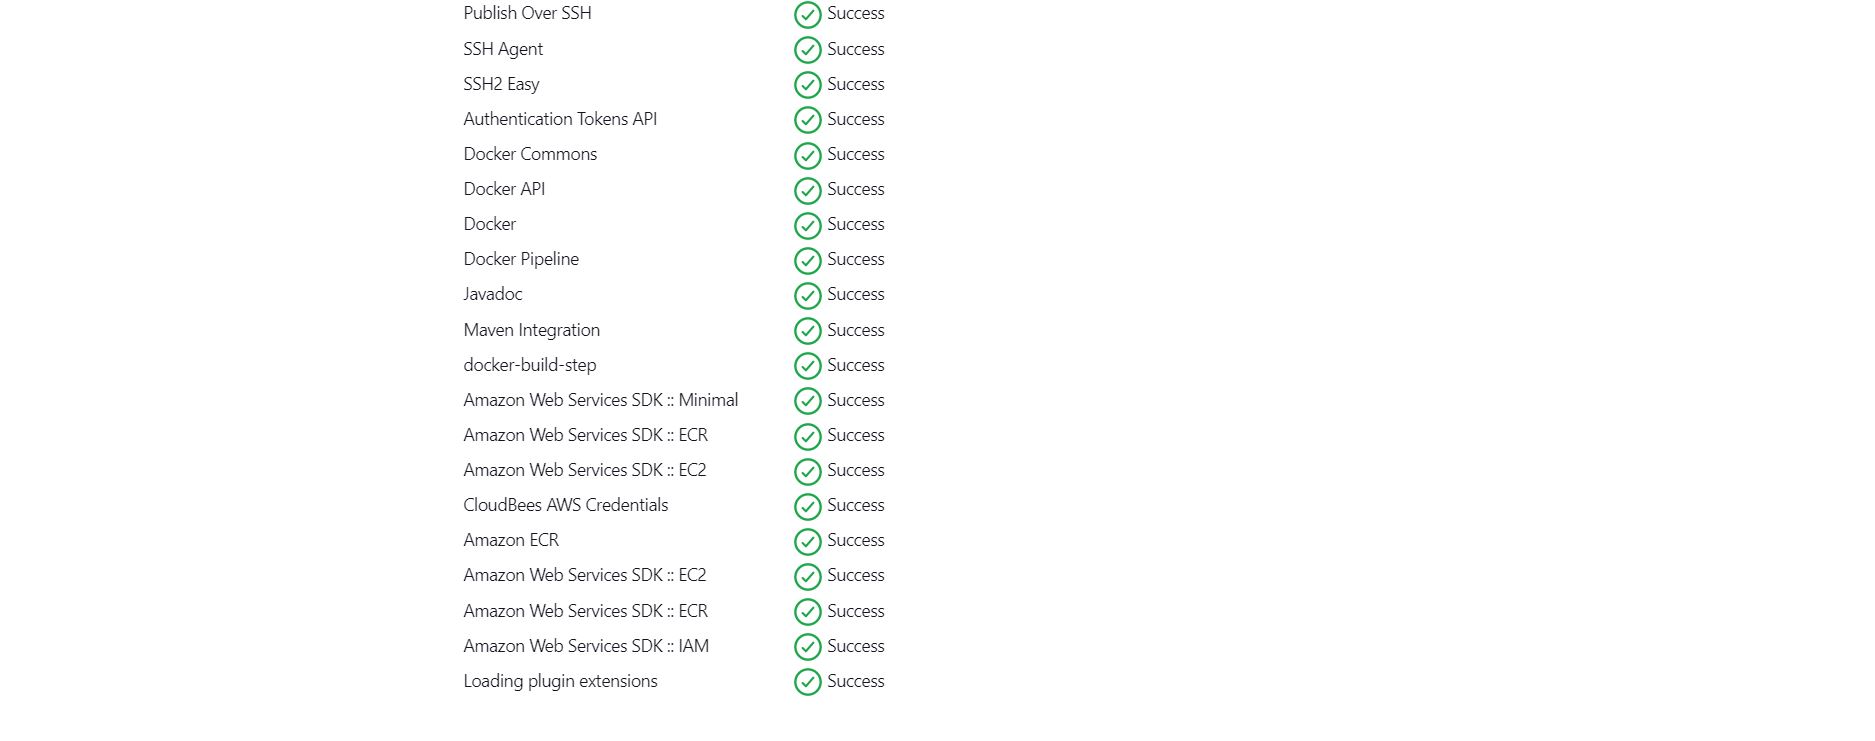 Publish Over SSH Success
SSH Agent Success
SSH2 Easy Success
Authentication Tokens API Success
Docker Commons Success
Docker API Success
Docker Success
Docker Pipeline Success
Javadoc Success
Maven Integration Success
docker-build-step Success
Amazon Web Services SDK :: Minimal Success
Amazon Web Services SDK :: ECR Success
Amazon Web Services SDK :: EC2 Success
CloudBees AWS Credentials Success
Amazon ECR Success
Amazon Web Services SDK :: EC2 Success
Amazon Web Services SDK :: ECR Success
Amazon Web Services SDK :: IAM Success
Loading plugin extensions Success